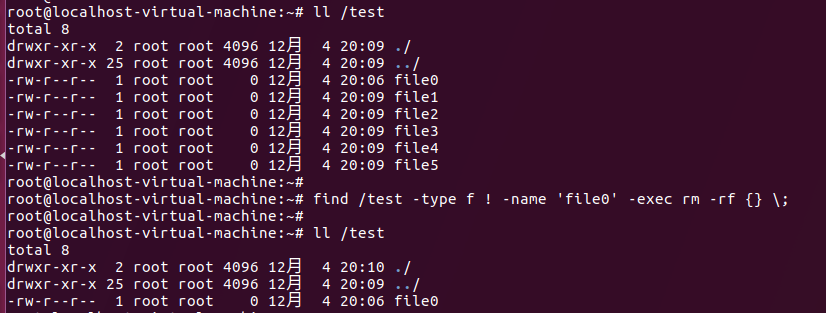 root@localhost-virtual-machine:~# ll /test
total 8
drwxr-xr-x  2 root root 4096 12月  4 20:09 ./
drwxr-xr-x 25 root root 4096 12月  4 20:09 ../
-rw-r--r--  1 root root    0 12月  4 20:06 file0
-rw-r--r--  1 root root    0 12月  4 20:09 file1
-rw-r--r--  1 root root    0 12月  4 20:09 file2
-rw-r--r--  1 root root    0 12月  4 20:09 file3
-rw-r--r--  1 root root    0 12月  4 20:09 file4
-rw-r--r--  1 root root    0 12月  4 20:09 file5
root@localhost-virtual-machine:~#
root@localhost-virtual-machine:~# find /test -type f ! -name 'file0' -exec rm -rf {} \;
root@localhost-virtual-machine:~#
root@localhost-virtual-machine:~# ll /test
total 8
drwxr-xr-x  2 root root 4096 12月  4 20:10 ./
drwxr-xr-x 25 root root 4096 12月  4 20:09 ../
-rw-r--r--  1 root root    0 12月  4 20:06 file0